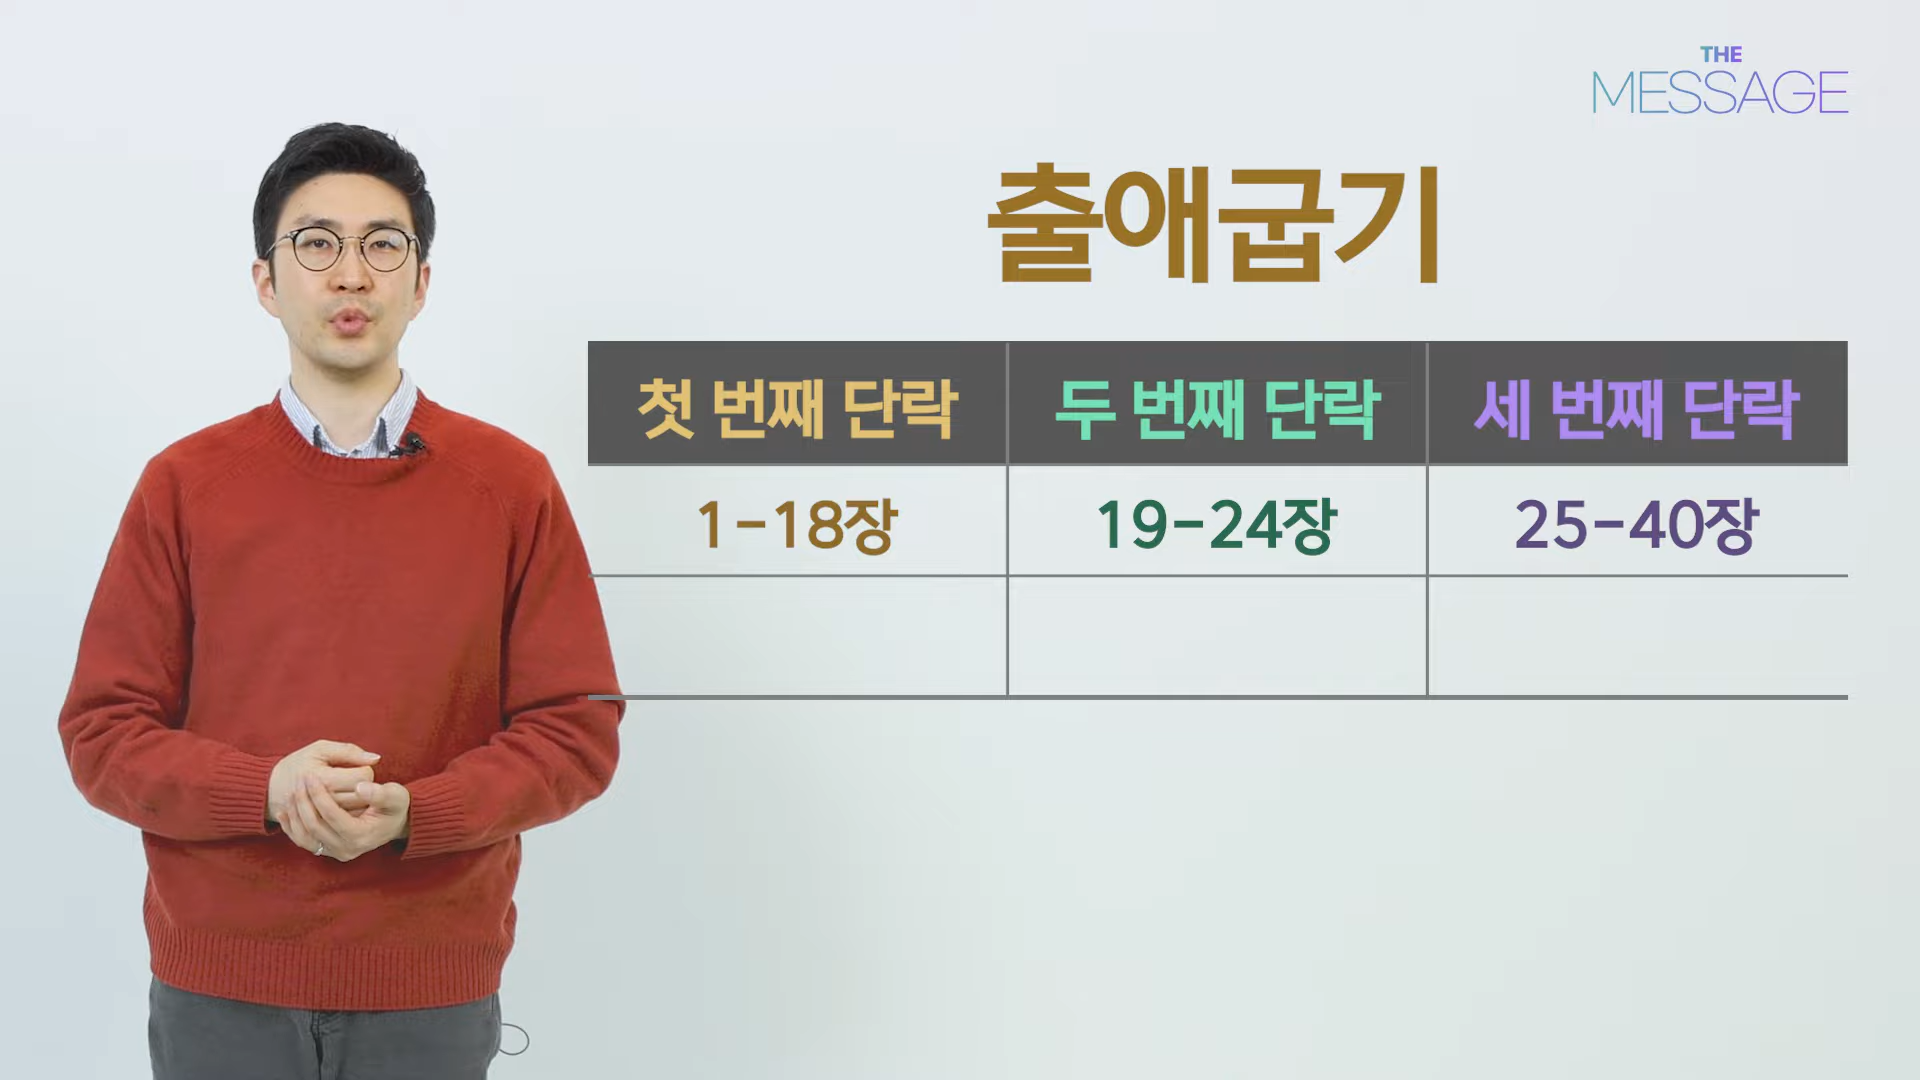 THE
MESSAGE
출애굽기
첫 번째 단락 두 번째 단락 세 번째 단락
1-18장 19-24장 25-40장